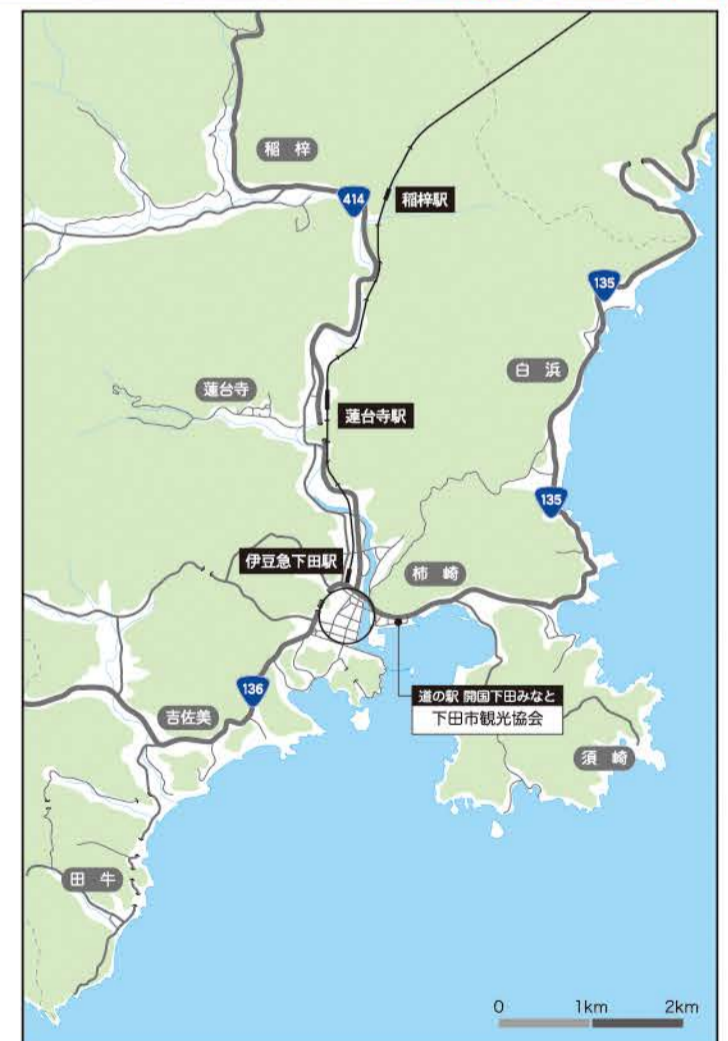 稲 梓
414
稲梓駅
135
白 浜
蓮台寺
蓮台寺駅
135
伊豆急下田駅
柿 崎
136
吉佐美
道の駅 開国下田みなと
下田市観光協会
須 崎
田 牛
0 1km 2km